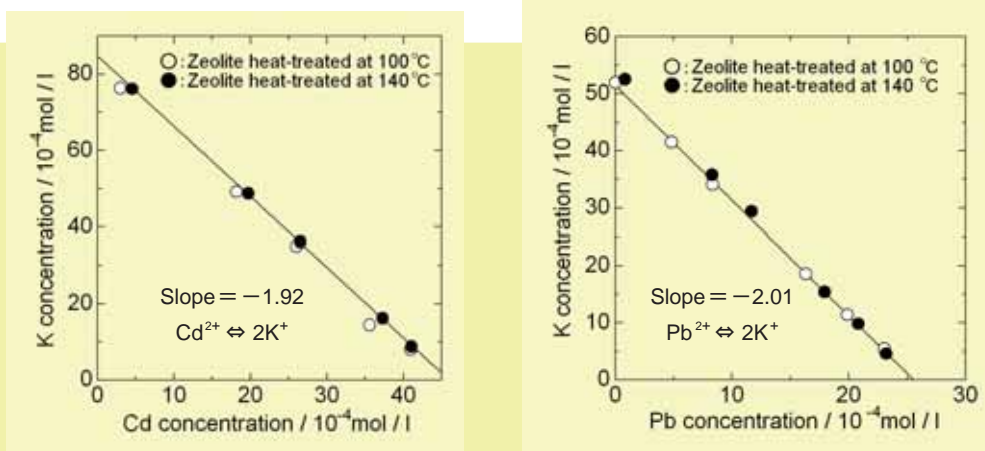 ○: Zeolite heat-treated at 100 °C
●: Zeolite heat-treated at 140 °C
80
60
40
20
0
K concentration / 10⁻⁴mol / l
Slope＝−1.92
Cd²⁺ ⇔ 2K⁺
0 10 20 30 40
Cd concentration / 10⁻⁴mol / l
○: Zeolite heat-treated at 100 °C
●: Zeolite heat-treated at 140 °C
60
50
40
30
20
10
0
K concentration / 10⁻⁴mol / l
Slope＝−2.01
Pb²⁺ ⇔ 2K⁺
0 10 20 30
Pb concentration / 10⁻⁴mol / l